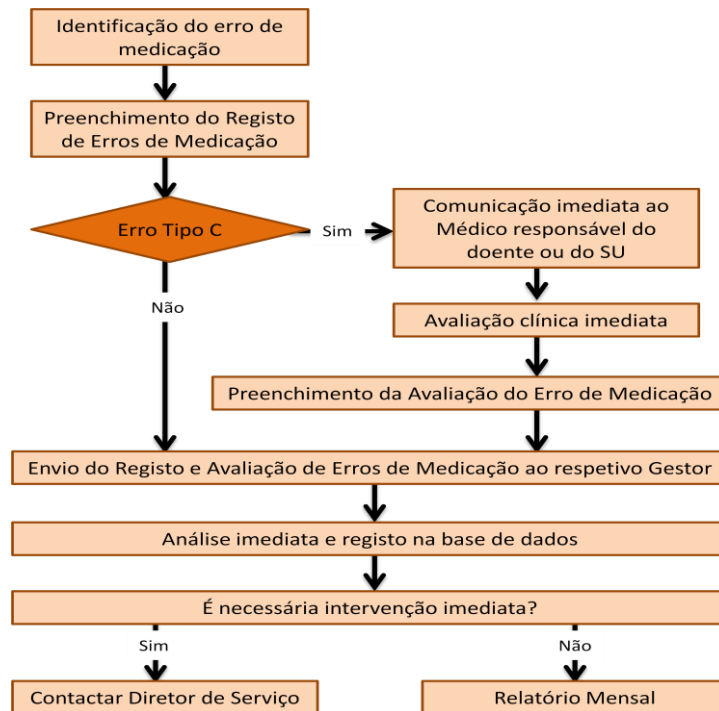 Identificação do erro de
medicação
Preenchimento do Registo
de Erros de Medicação
Erro Tipo C
Sim
Comunicação imediata ao
Médico responsável do
doente ou do SU
Não
Avaliação clínica imediata
Preenchimento da Avaliação do Erro de Medicação
Envio do Registo e Avaliação de Erros de Medicação ao respetivo Gestor
Análise imediata e registo na base de dados
É necessária intervenção imediata?
Sim
Não
Contactar Diretor de Serviço
Relatório Mensal